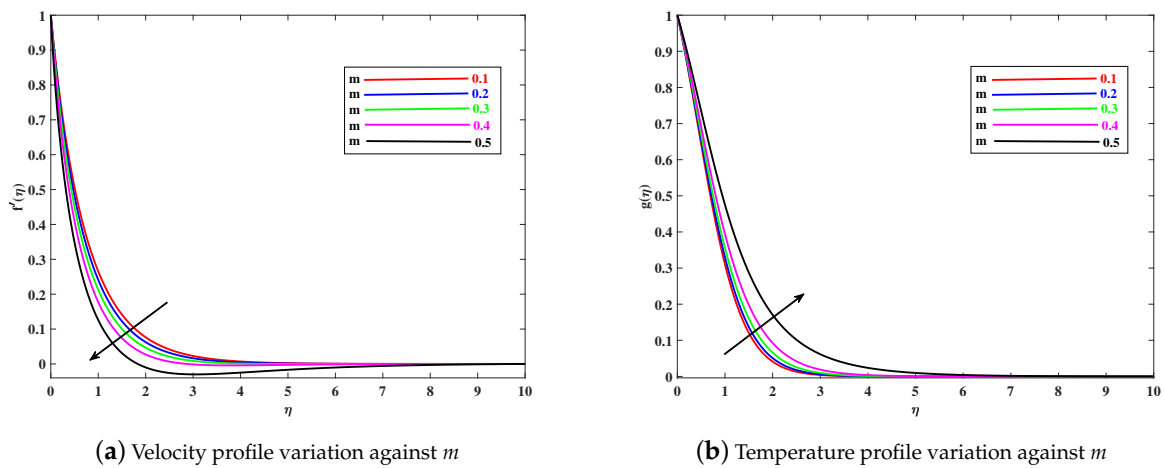 1
0.9
0.8
0.7
0.6
0.5
0.4
0.3
0.2
0.1
0
f′(η)
0 1 2 3 4 5 6 7 8 9 10
η
m 0.1
m 0.2
m 0.3
m 0.4
m 0.5
(a) Velocity profile variation against m
1
0.9
0.8
0.7
0.6
0.5
0.4
0.3
0.2
0.1
0
g(η)
0 1 2 3 4 5 6 7 8 9 10
η
m 0.1
m 0.2
m 0.3
m 0.4
m 0.5
(b) Temperature profile variation against m